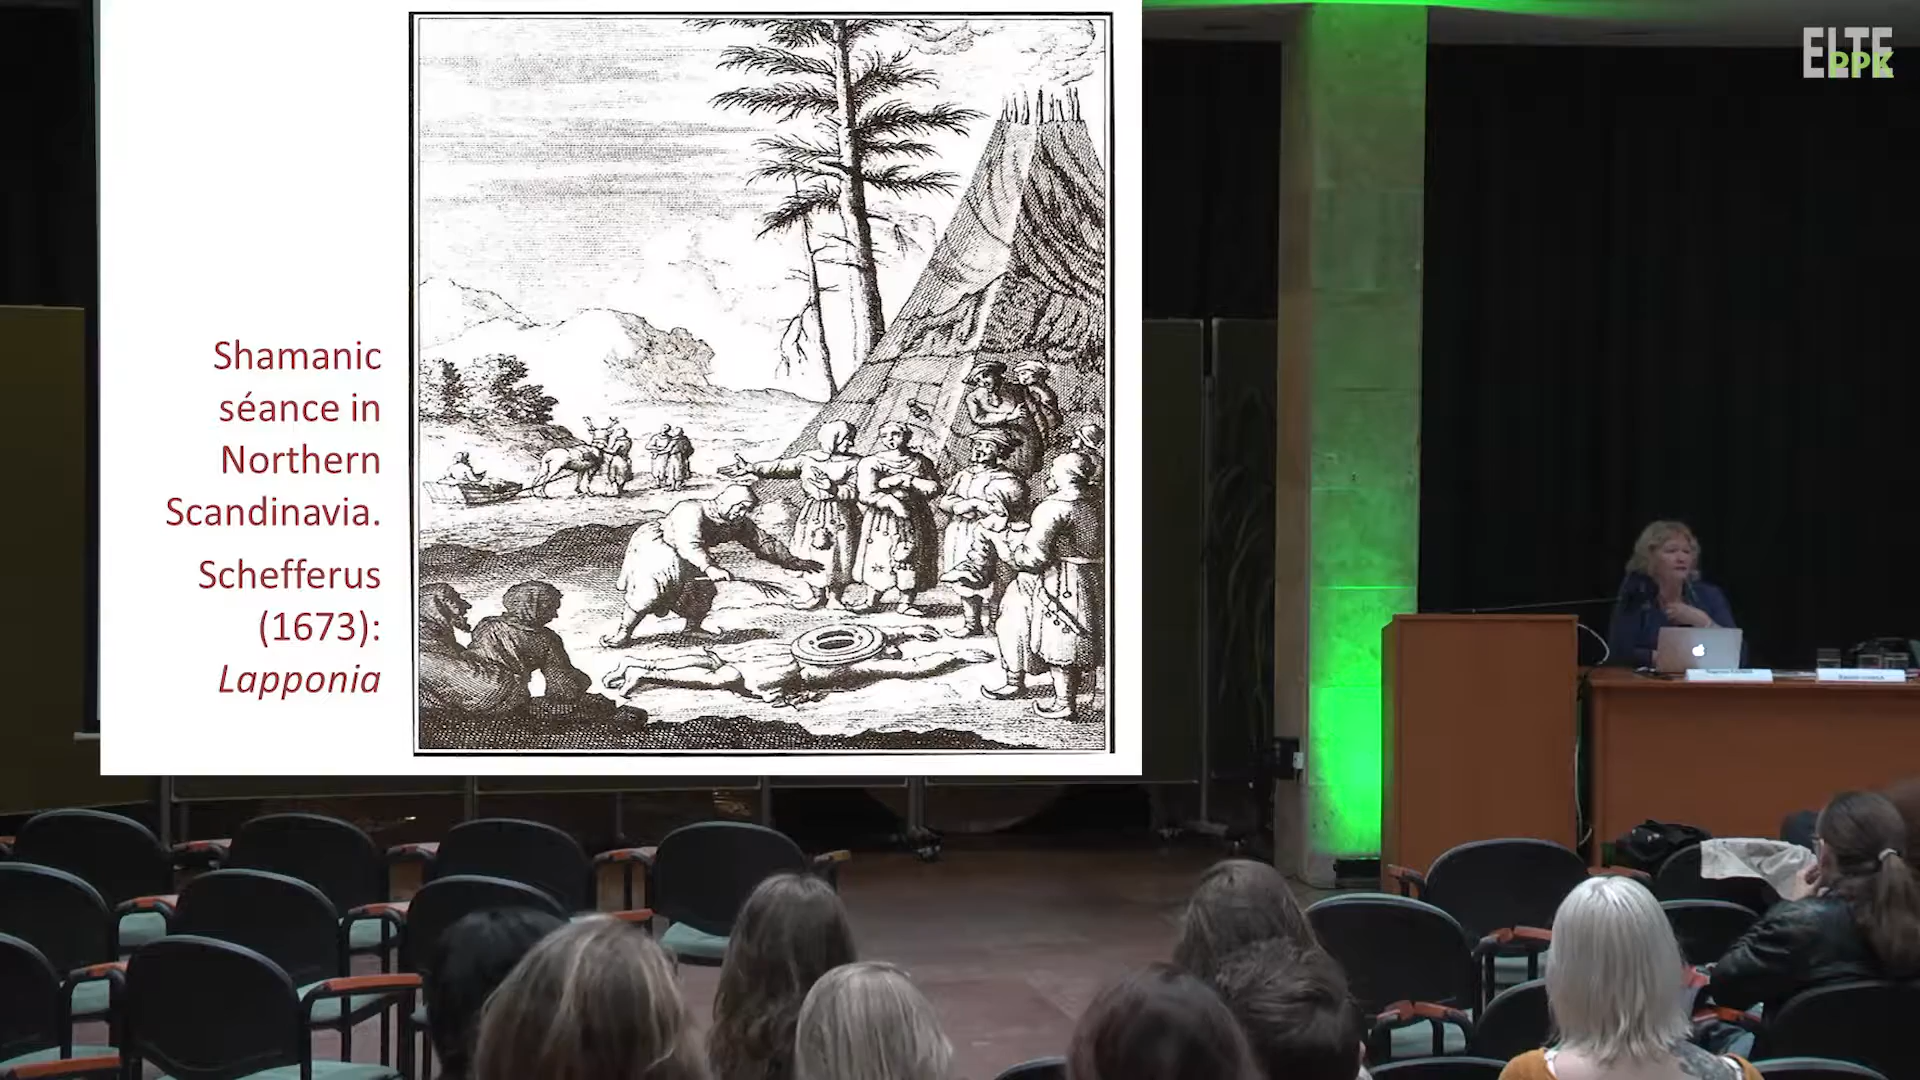 Shamanic
séance in
Northern
Scandinavia.
Schefferus
(1673):
Lapponia
ELTE
PPK